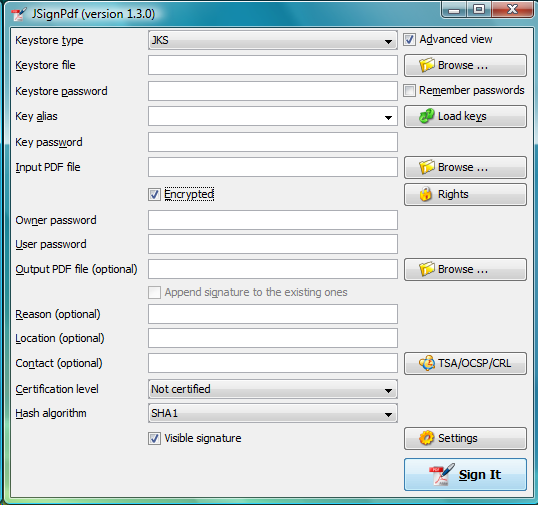 JSignPdf (version 1.3.0)
Keystore type JKS Advanced view
Keystore file Browse ...
Keystore password Remember passwords
Key alias Load keys
Key password
Input PDF file Browse ...
Encrypted Rights
Owner password
User password
Output PDF file (optional) Browse ...
Append signature to the existing ones
Reason (optional)
Location (optional)
Contact (optional) TSA/OCSP/CRL
Certification level Not certified
Hash algorithm SHA1
Visible signature Settings
Sign It